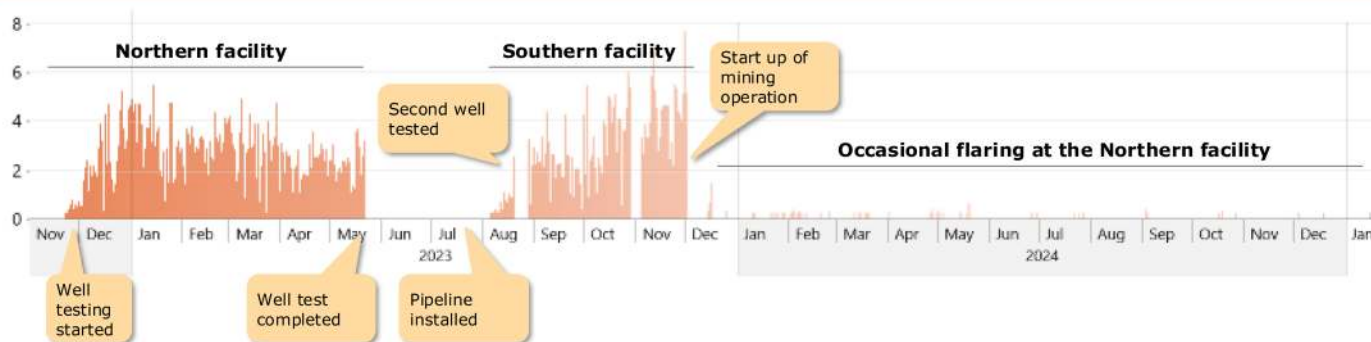 8
6
4
2
0
Northern facility
Southern facility
Second well
tested
Start up of
mining
operation
Occasional flaring at the Northern facility
Nov Dec Jan Feb Mar Apr May Jun Jul Aug Sep Oct Nov Dec Jan Feb Mar Apr May Jun Jul Aug Sep Oct Nov Dec Jan
2023 2024
Well
testing
started
Well test
completed
Pipeline
installed